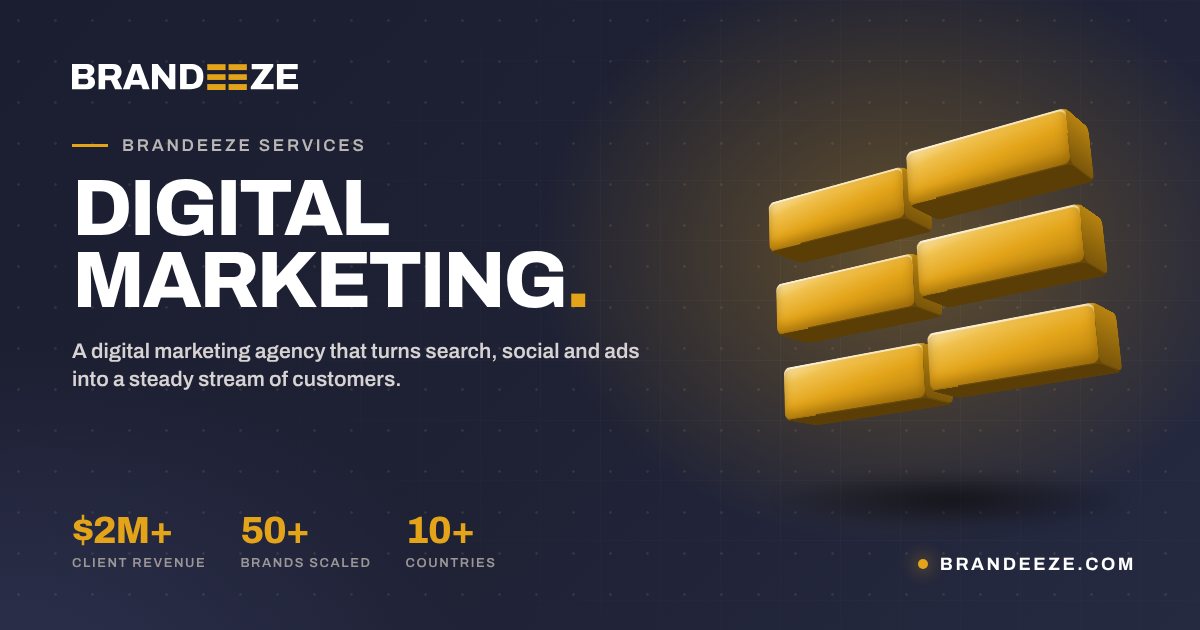 BRANDEEZE
BRANDEEZE SERVICES
DIGITAL
MARKETING.
A digital marketing agency that turns search, social and ads
into a steady stream of customers.
$2M+ 50+ 10+
CLIENT REVENUE BRANDS SCALED COUNTRIES
BRANDEEZE.COM